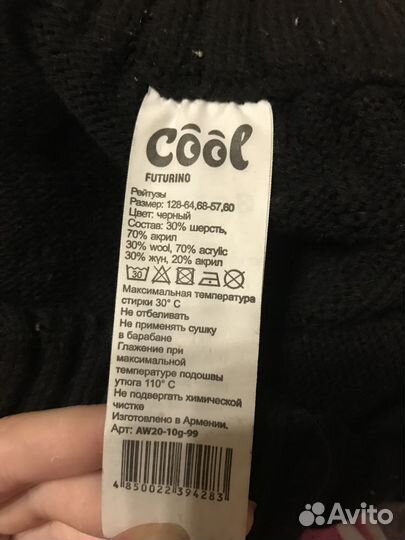 Cool
FUTURINO
Рейтузы
Размер: 128-64,68-57,60
Цвет: черный
Состав: 30% шерсть,
70% акрил
30% wool, 70% acrylic
30% жүн, 20% акрил
30
Максимальная температура
стирки 30° С
Не отбеливать
Не применять сушку
в барабане
Глажение при
максимальной
температуре подошвы
утюга 110° С
Не подвергать химической
чистке
Изготовлено в Армении.
Арт: AW20-10g-99
4 850022 394283
Avito